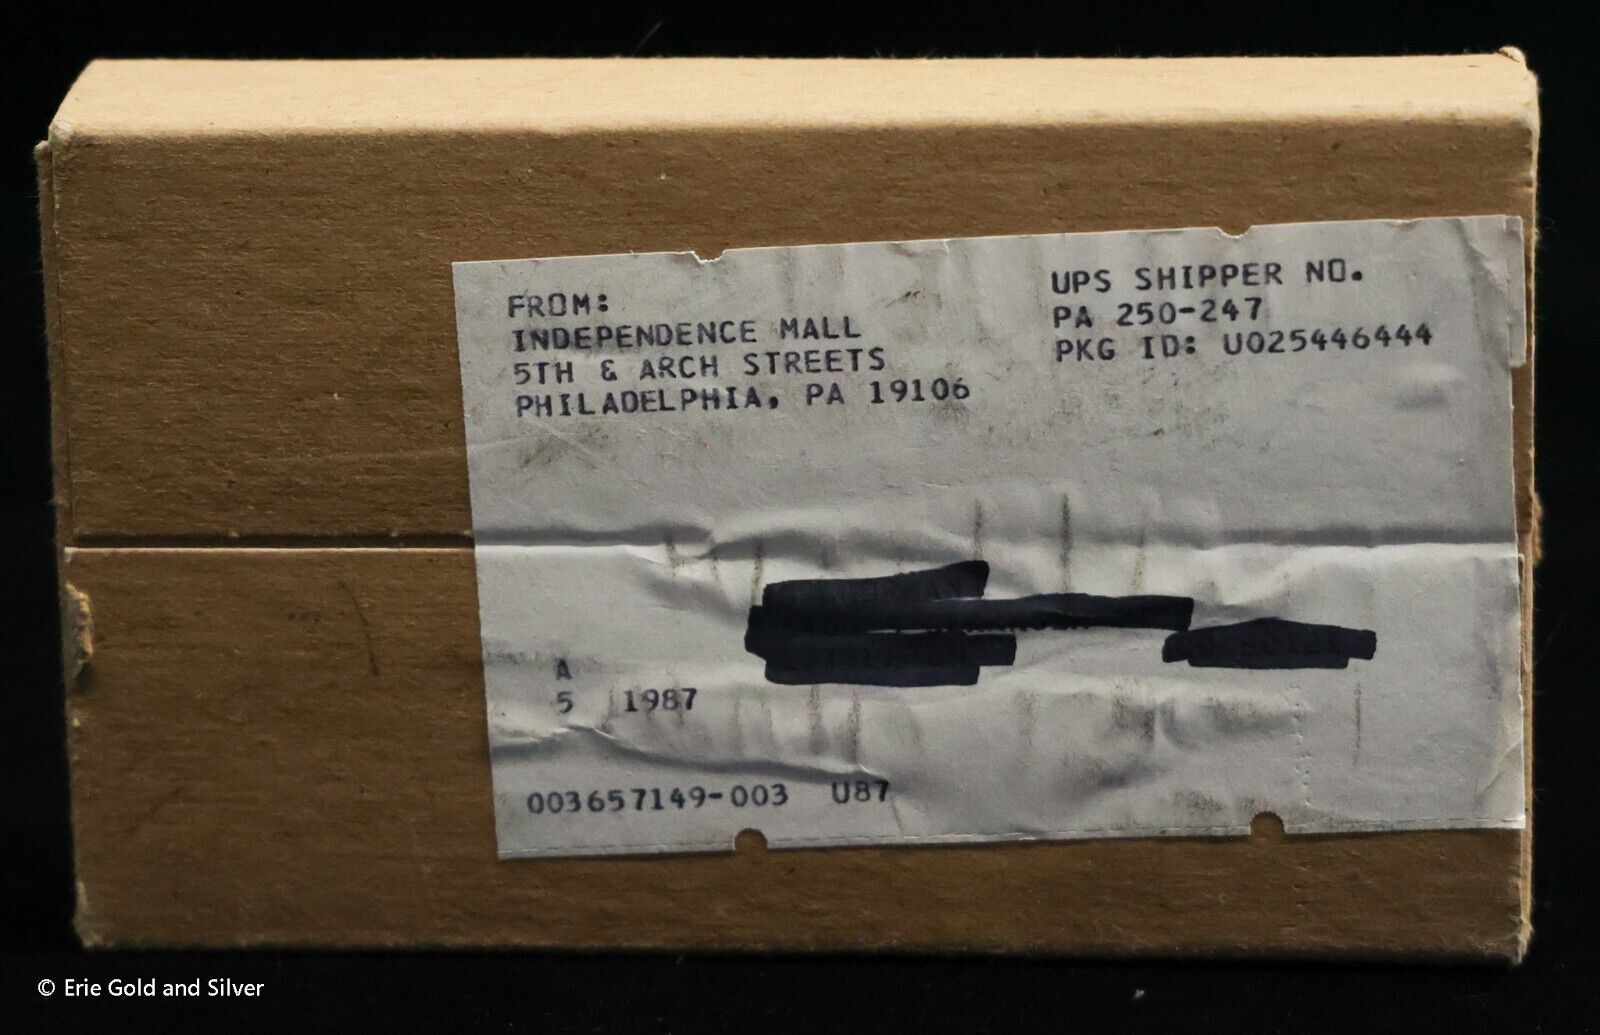 FROM:
INDEPENDENCE MALL
5TH & ARCH STREETS
PHILADELPHIA, PA 19106
UPS SHIPPER NO.
PA 250-247
PKG ID: U025446444
A
5 1987
003657149-003 U87
© Erie Gold and Silver